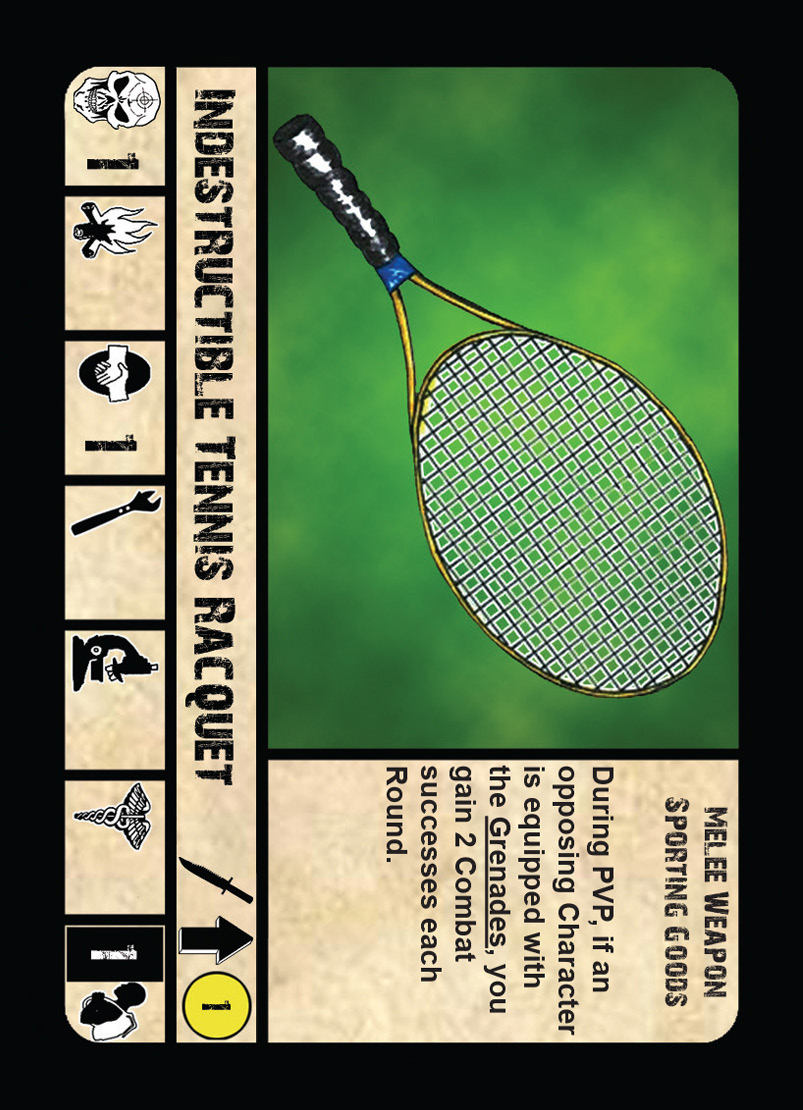 MELEE WEAPON
SPORTING GOODS
During PVP, if an
opposing Character
is equipped with
the Grenades, you
gain 2 Combat
successes each
Round.
INDESTRUCTIBLE TENNIS RACQUET
1
1
1
1